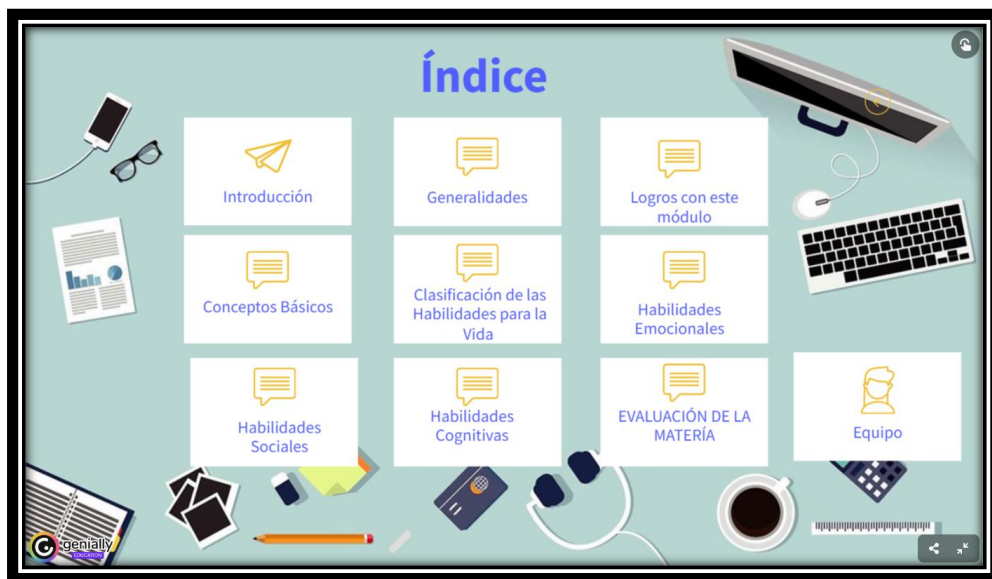 Índice
Introducción
Generalidades
Logros con este
módulo
Conceptos Básicos
Clasificación de las
Habilidades para la
Vida
Habilidades
Emocionales
Habilidades
Sociales
Habilidades
Cognitivas
EVALUACIÓN DE LA
MATERÍA
Equipo
genially
EDUCATION